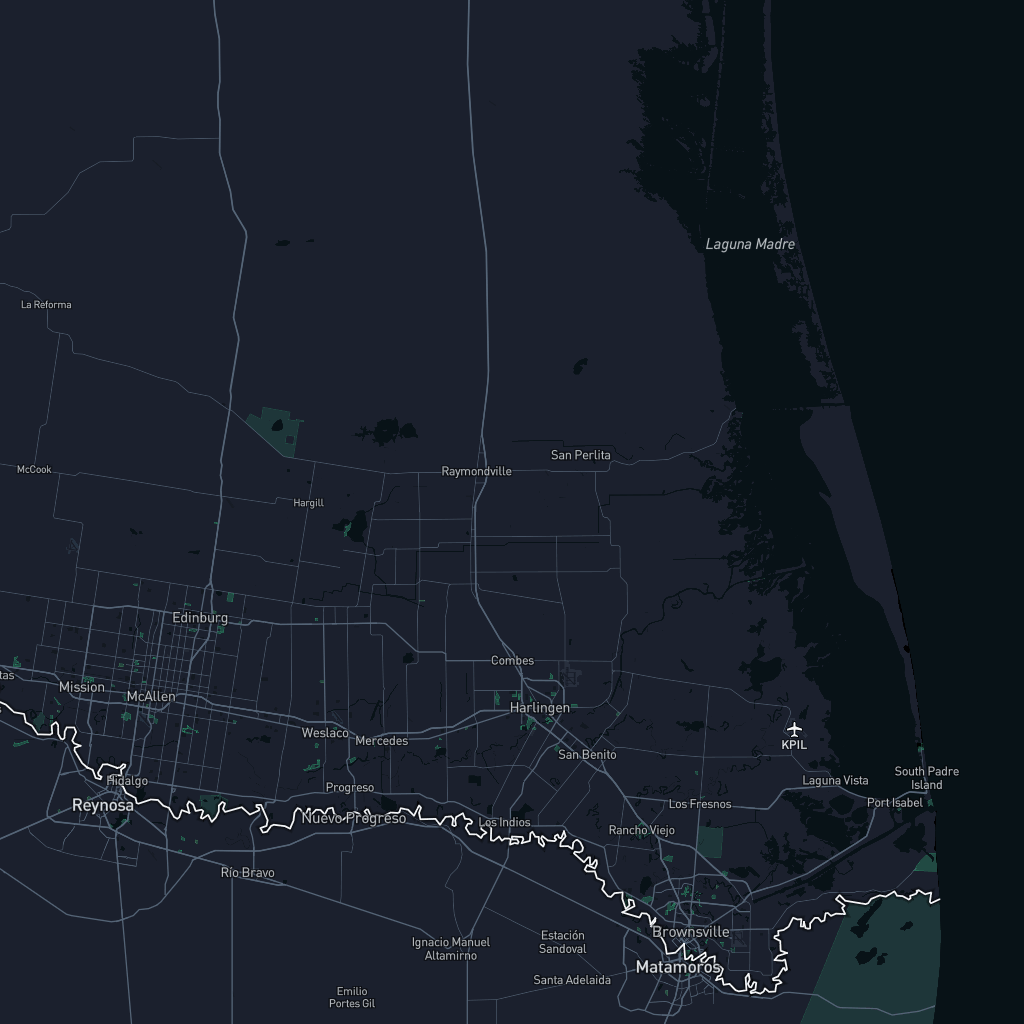 Laguna Madre
La Reforma
San Perlita
McCook
Raymondville
Hargill
Edinburg
Combes
tas
Mission
McAllen
Harlingen
Weslaco
Mercedes
KPIL
San Benito
South Padre
Island
Hidalgo
Laguna Vista
Progreso
Reynosa
Los Fresnos
Port Isabel
Nuevo Progreso
Los Indios
Rancho Viejo
Río Bravo
Brownsville
Estación
Sandoval
Ignacio Manuel
Altamirno
Matamoros
Santa Adelaida
Emilio
Portes Gil